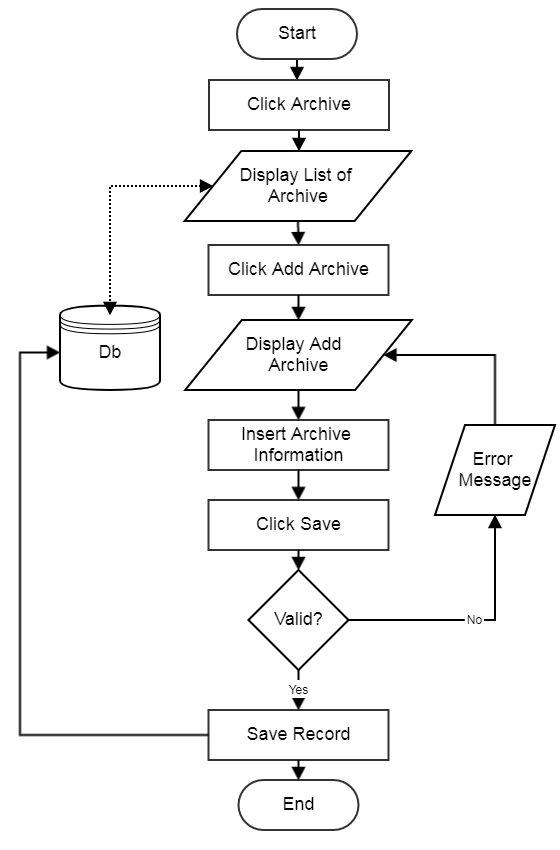 Start
Click Archive
Display List of
Archive
Click Add Archive
Db
Display Add
Archive
Insert Archive
Information
Error
Message
Click Save
Valid?
No
Yes
Save Record
End